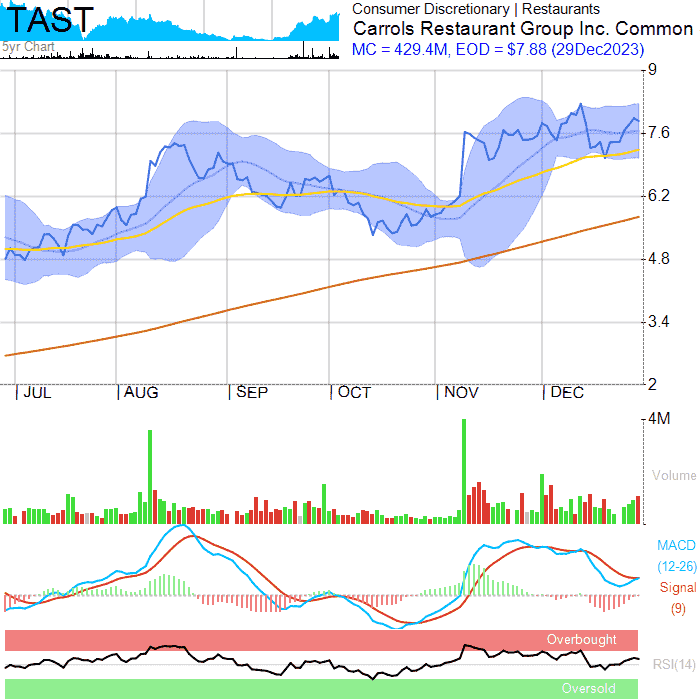 TAST
5yr Chart
Consumer Discretionary | Restaurants
Carrols Restaurant Group Inc. Common
MC = 429.4M, EOD = $7.88 (29Dec2023)
9
7.6
6.2
4.8
3.4
2
JUL AUG SEP OCT NOV DEC
4M
Volume
MACD
(12-26)
Signal
(9)
Overbought
RSI(14)
Oversold